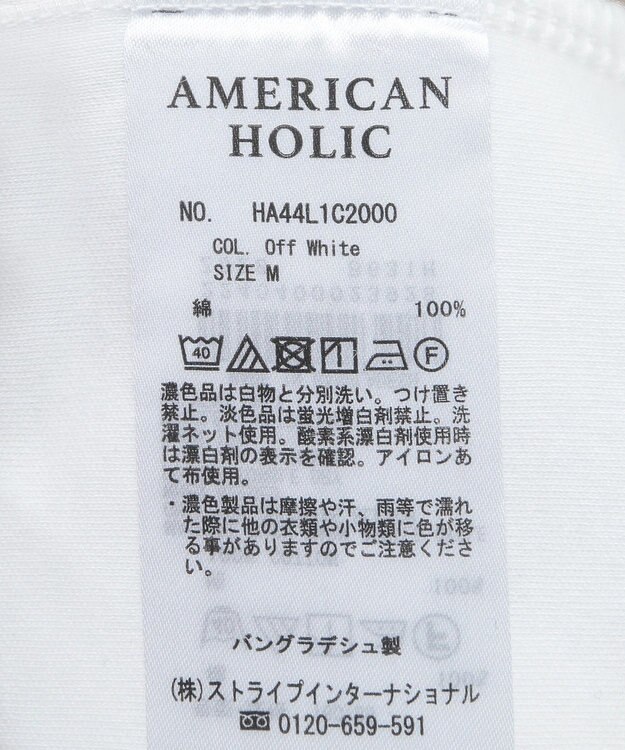 AMERICAN
HOLIC
NO. HA44L1C2000
COL. Off White
SIZE M
綿 100%
40 F
濃色品は白物と分別洗い。つけ置き
禁止。淡色品は蛍光増白剤禁止。洗
濯ネット使用。酸素系漂白剤使用時
は漂白剤の表示を確認。アイロンあ
て布使用。
・濃色製品は摩擦や汗、雨等で濡れ
た際に他の衣類や小物類に色が移
る事がありますのでご注意くださ
い。
バングラデシュ製
(株)ストライプインターナショナル
0120-659-591